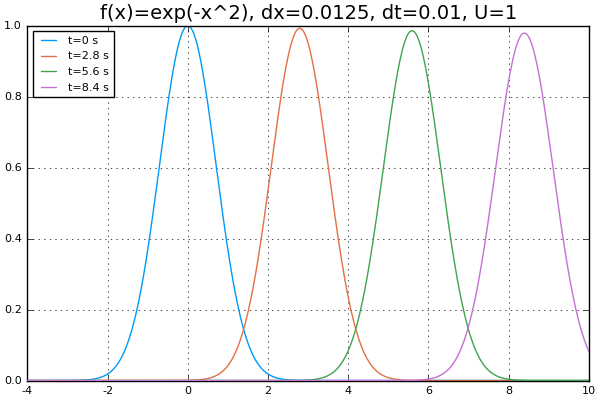 f(x)=exp(-x^2), dx=0.0125, dt=0.01, U=1
1.0
0.8
0.6
0.4
0.2
0.0
t=0 s
t=2.8 s
t=5.6 s
t=8.4 s
-4
-2
0
2
4
6
8
10